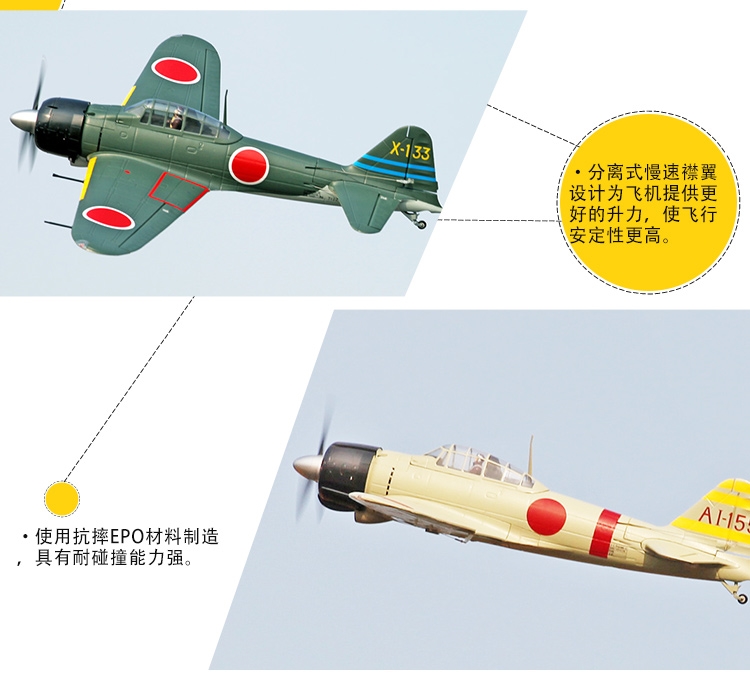 X-133
·分离式慢速襟翼
设计为飞机提供更
好的升力，使飞行
安定性更高。
AI-155
·使用抗摔EPO材料制造
，具有耐碰撞能力强。